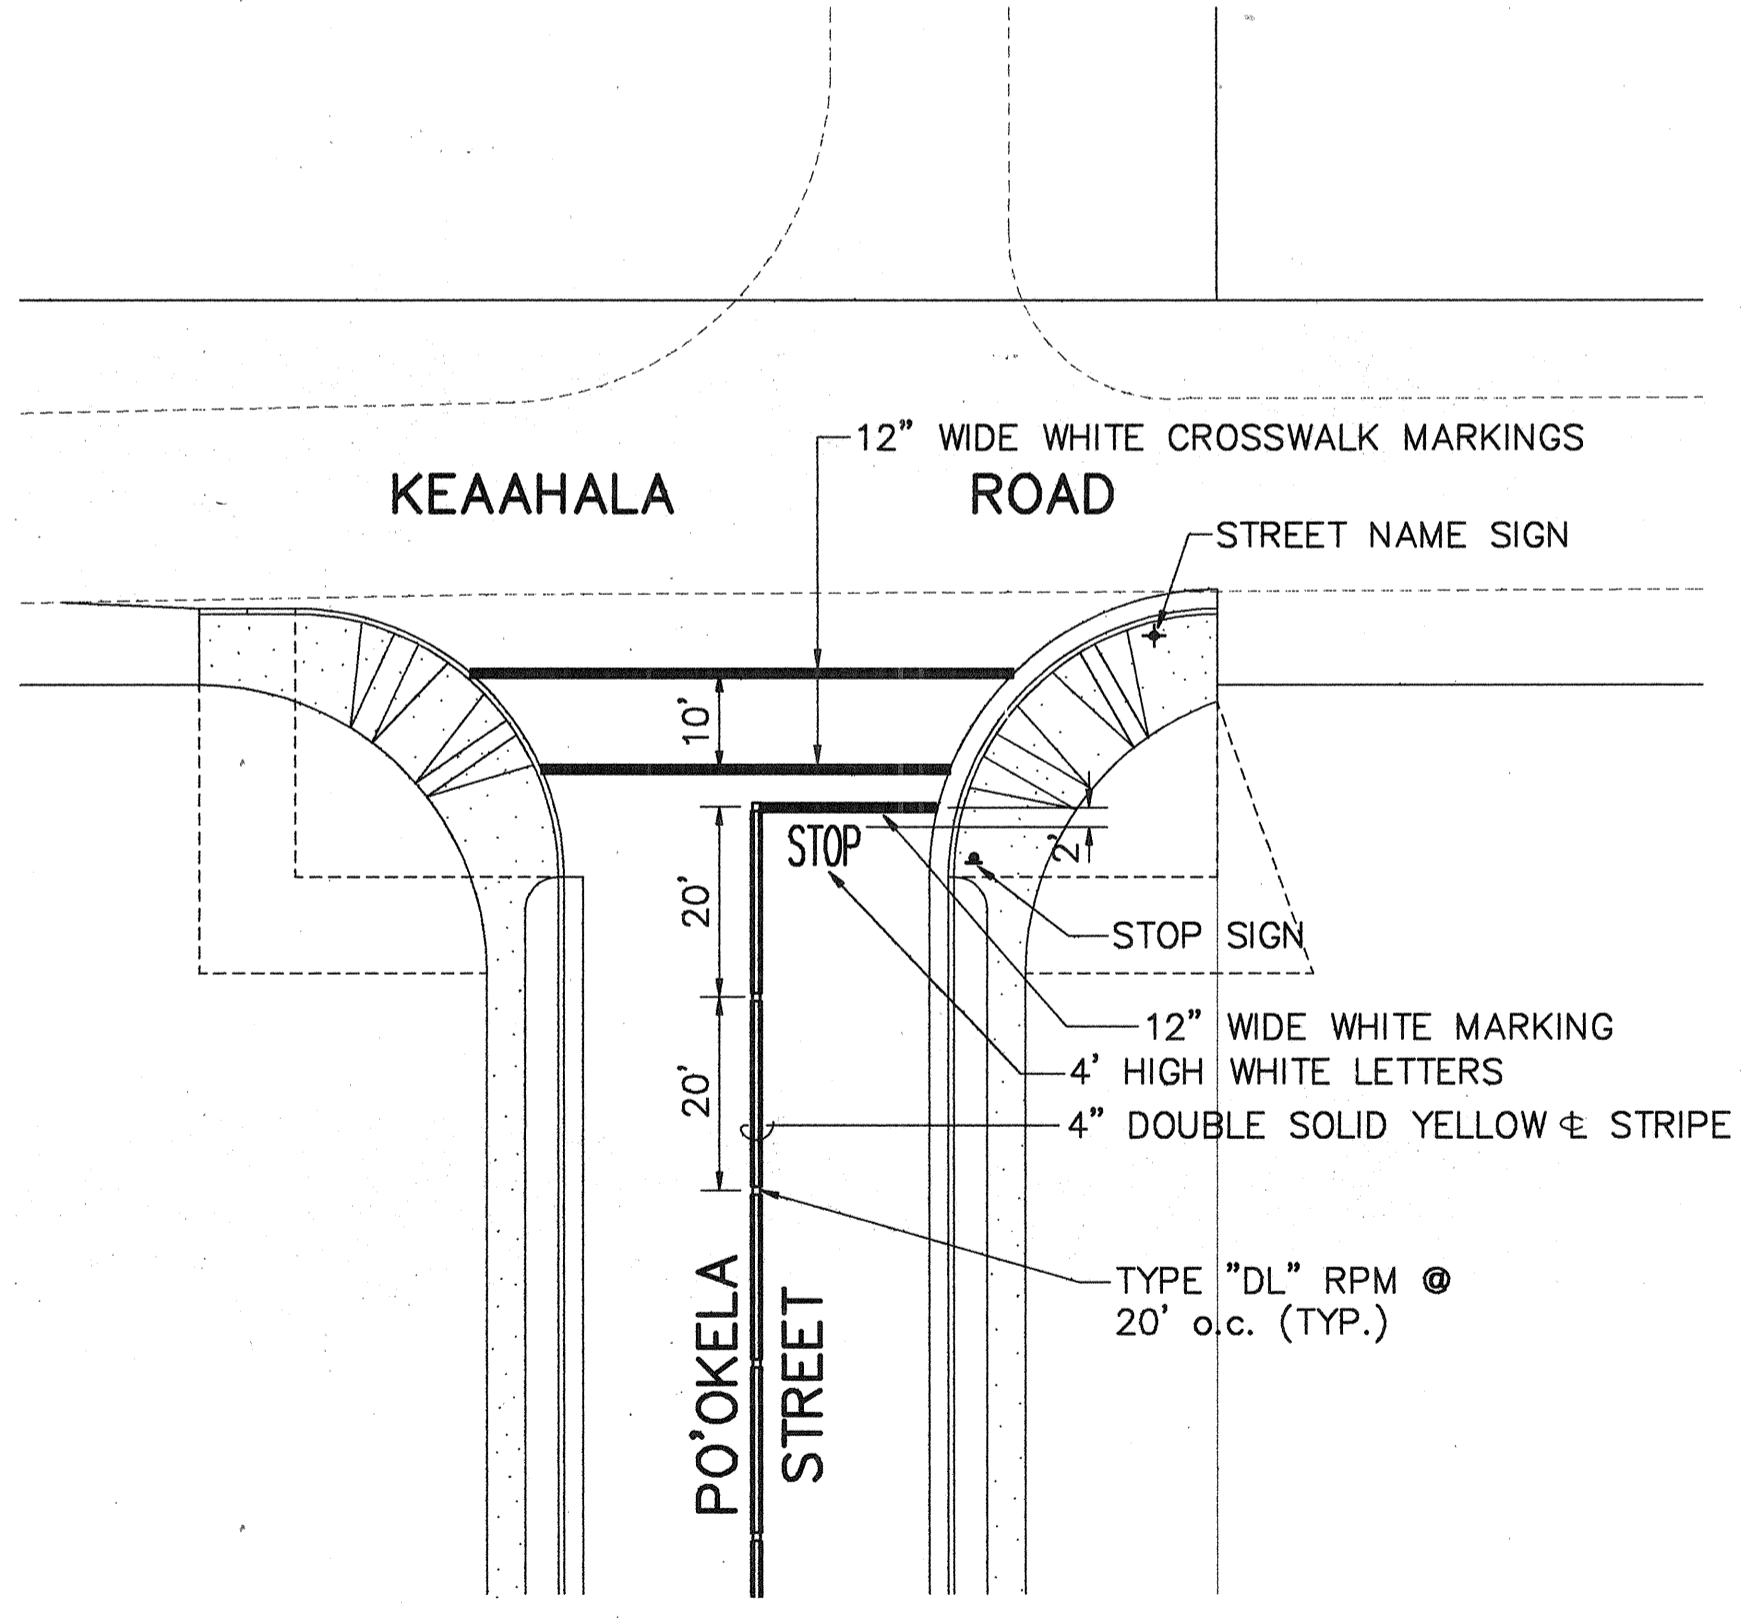 12” WIDE WHITE CROSSWALK MARKINGS
KEAAHALA ROAD
STREET NAME SIGN
10’
STOP
2’
20’
STOP SIGN
12” WIDE WHITE MARKING
4’ HIGH WHITE LETTERS
20’
4” DOUBLE SOLID YELLOW ℄ STRIPE
TYPE ”DL” RPM @
20’ o.c. (TYP.)
PO’OKELA
STREET